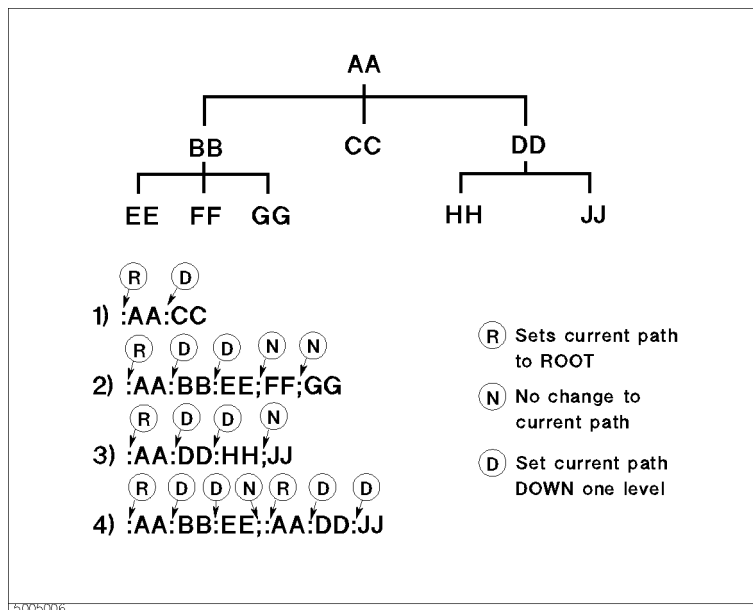 AA
BB CC DD
EE FF GG HH JJ
R D
1) :AA:CC
R D D N N
2) :AA:BB:EE;FF;GG
R D D N
3) :AA:DD:HH;JJ
R D D N R D D
4) :AA:BB:EE;:AA:DD:JJ
R Sets current path
to ROOT
N No change to
current path
D Set current path
DOWN one level
5005006